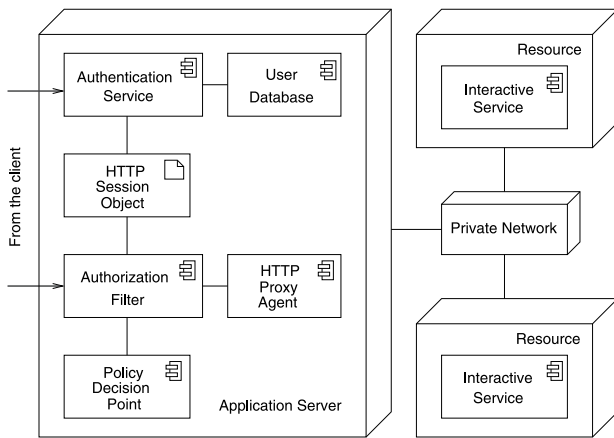 From the client
Authentication
Service
User
Database
HTTP
Session
Object
Authorization
Filter
HTTP
Proxy
Agent
Policy
Decision
Point
Application Server
Resource
Interactive
Service
Private Network
Resource
Interactive
Service